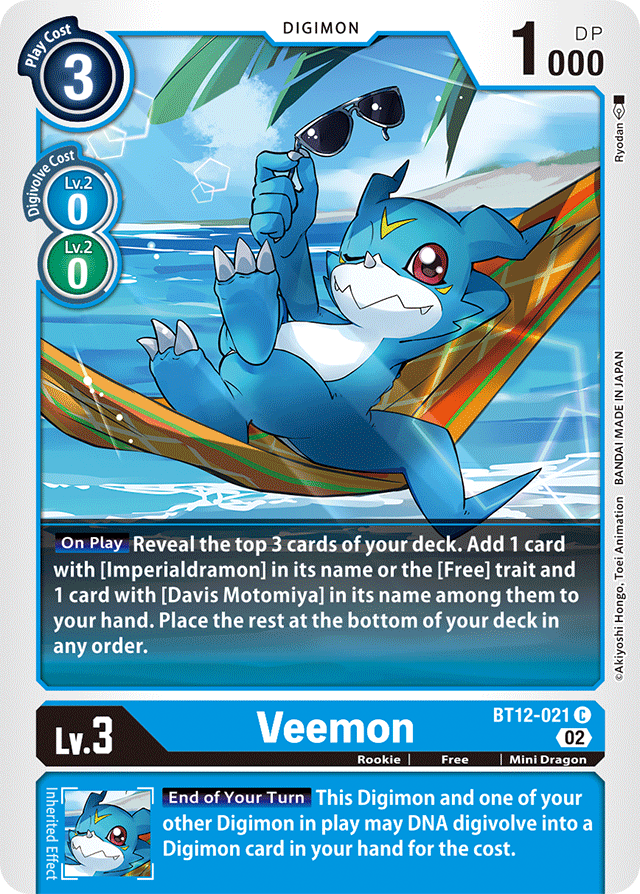 DIGIMON
Play Cost
3
DP
1000
Digivolve Cost
Lv.2
0
Lv.2
0
Ryodan
©Akiyoshi Hongo, Toei Animation BANDAI MADE IN JAPAN
On Play Reveal the top 3 cards of your deck. Add 1 card
with [Imperialdramon] in its name or the [Free] trait and
1 card with [Davis Motomiya] in its name among them to
your hand. Place the rest at the bottom of your deck in
any order.
Lv.3
Veemon
BT12-021 C
02
Rookie | Free | Mini Dragon
Inherited Effect
End of Your Turn This Digimon and one of your
other Digimon in play may DNA digivolve into a
Digimon card in your hand for the cost.